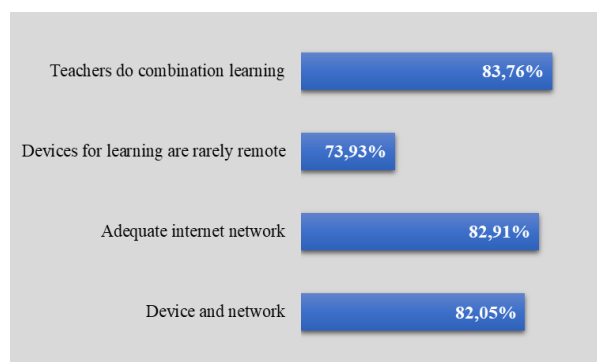 Teachers do combination learning
83,76%
Devices for learning are rarely remote
73,93%
Adequate internet network
82,91%
Device and network
82,05%